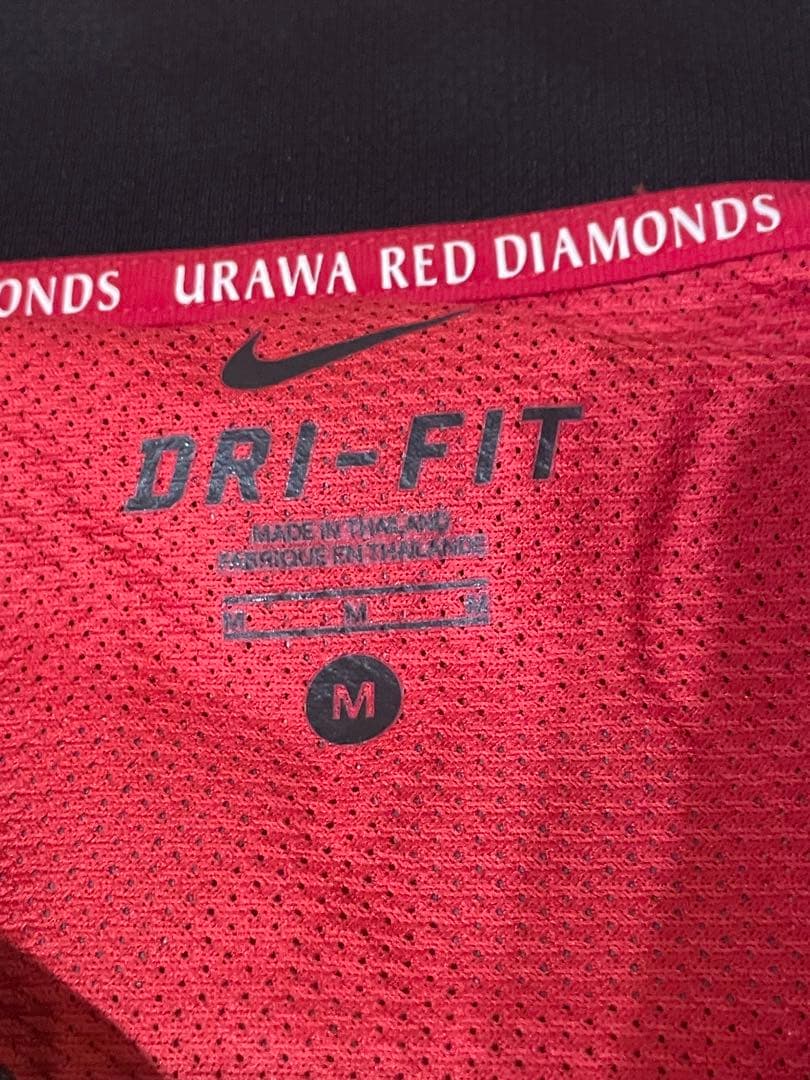 ONDS URAWA RED DIAMONDS
DRI-FIT
MADE IN THAILAND
FABRIQUE EN THAILANDE
M M M
M